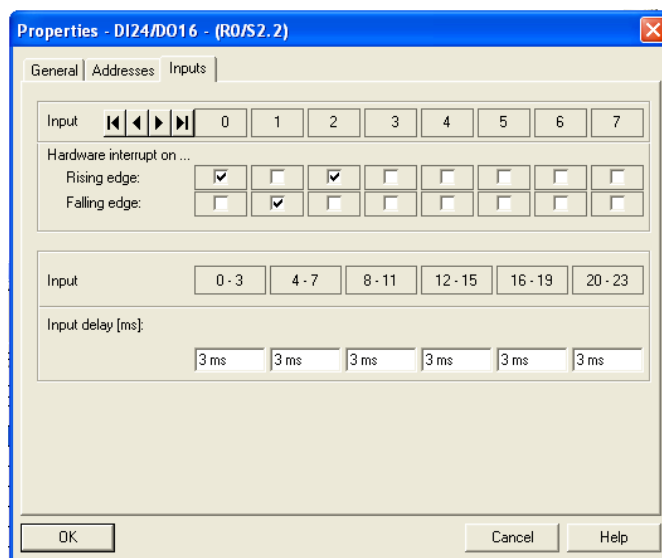 Properties - DI24/DO16 - (R0/S2.2)
General Addresses Inputs
Input 0 1 2 3 4 5 6 7
Hardware interrupt on ...
Rising edge:
Falling edge:
Input 0 - 3 4 - 7 8 - 11 12 - 15 16 - 19 20 - 23
Input delay [ms]:
3 ms 3 ms 3 ms 3 ms 3 ms 3 ms
OK Cancel Help